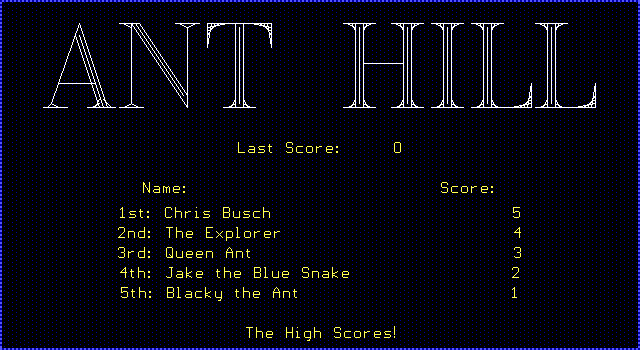 ANT HILL
Last Score: 0
Name: Score:
1st: Chris Busch 5
2nd: The Explorer 4
3rd: Queen Ant 3
4th: Jake the Blue Snake 2
5th: Blacky the Ant 1
The High Scores!